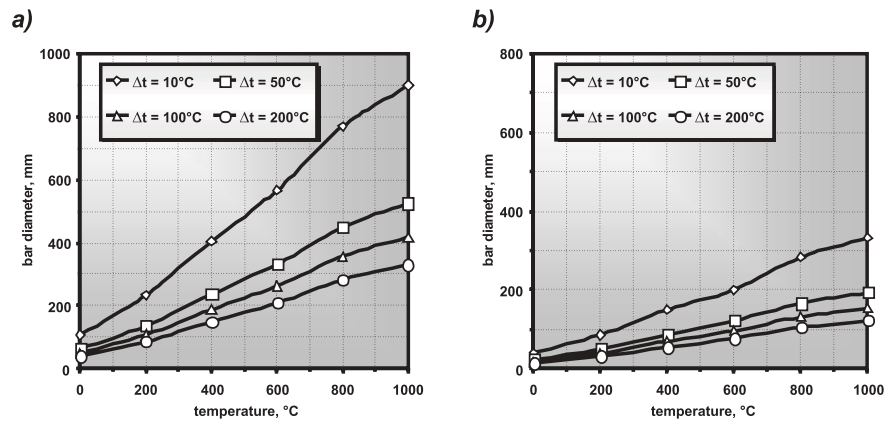 a)
1000
800
600
400
200
0
bar diameter, mm
Δt = 10°C
Δt = 50°C
Δt = 100°C
Δt = 200°C
0 200 400 600 800 1000
temperature, °C
b)
800
600
400
200
0
bar diameter, mm
Δt = 10°C
Δt = 50°C
Δt = 100°C
Δt = 200°C
0 200 400 600 800 1000
temperature, °C